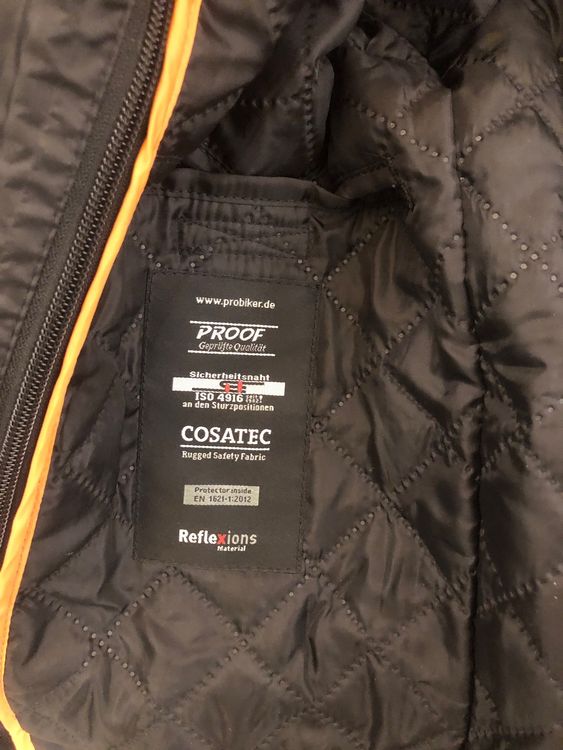 www.probiker.de
PROOF
Geprüfte Qualität
Sicherheitsnaht
ISO 4916
an den Sturzpositionen
COSATEC
Rugged Safety Fabric
Protector inside
EN 1621-1:2012
Reflexions
Material